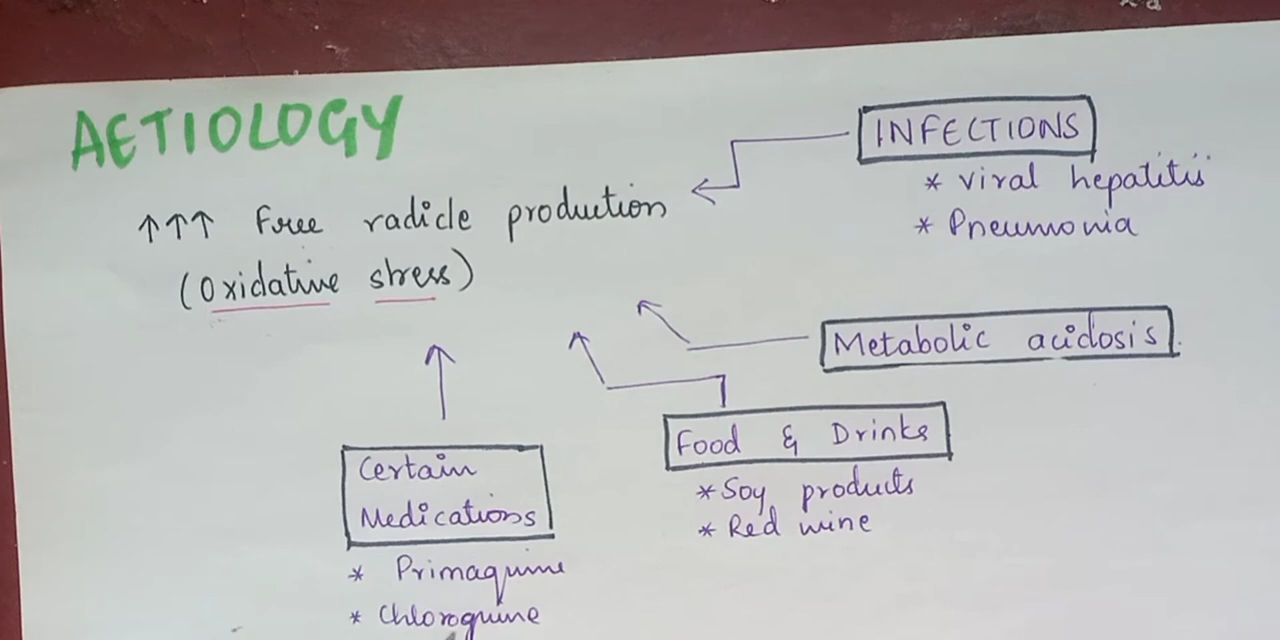 AETIOLOGY
↑↑↑ Free radicle production
(Oxidative stress)
INFECTIONS
* Viral hepatitis
* Pneumonia
Metabolic acidosis.
Food & Drinks
* Soy products
* Red wine
Certain
Medications
* Primaquine
* Chloroquine